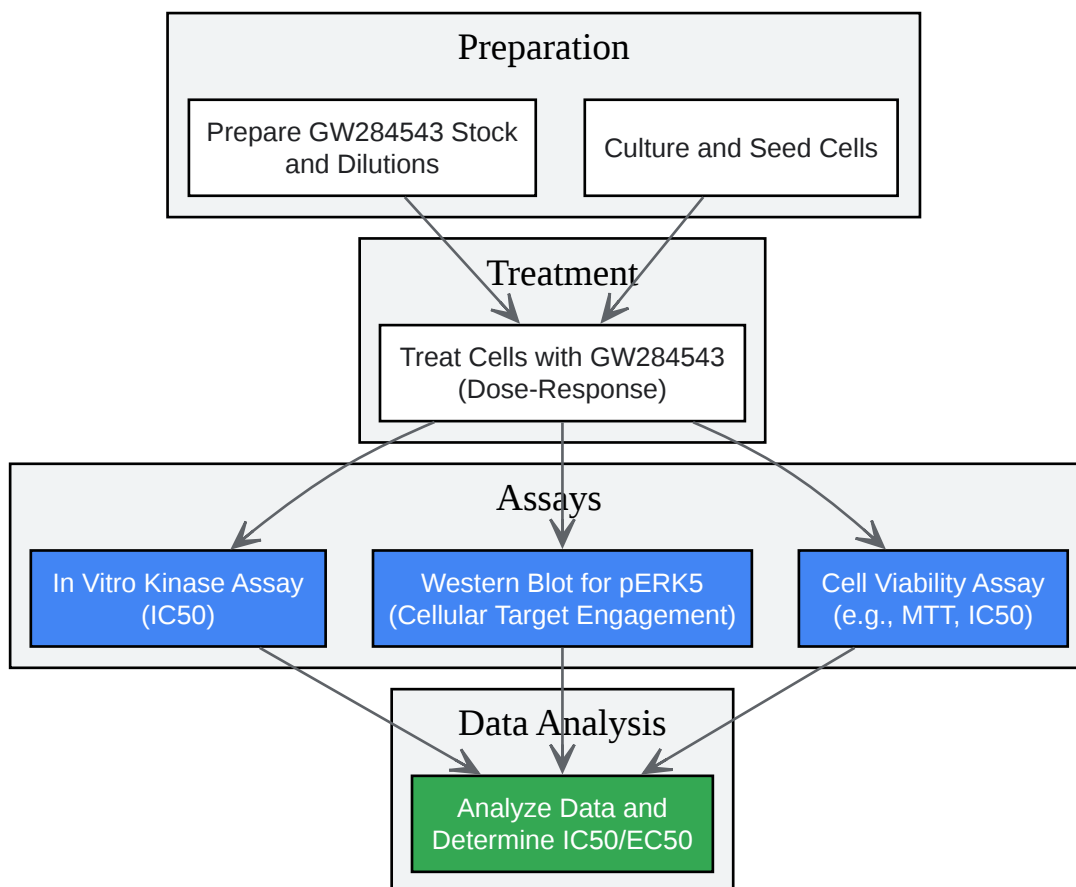 Preparation
Prepare GW284543 Stock
and Dilutions
Culture and Seed Cells
Treatment
Treat Cells with GW284543
(Dose-Response)
Assays
In Vitro Kinase Assay
(IC50)
Western Blot for pERK5
(Cellular Target Engagement)
Cell Viability Assay
(e.g., MTT, IC50)
Data Analysis
Analyze Data and
Determine IC50/EC50